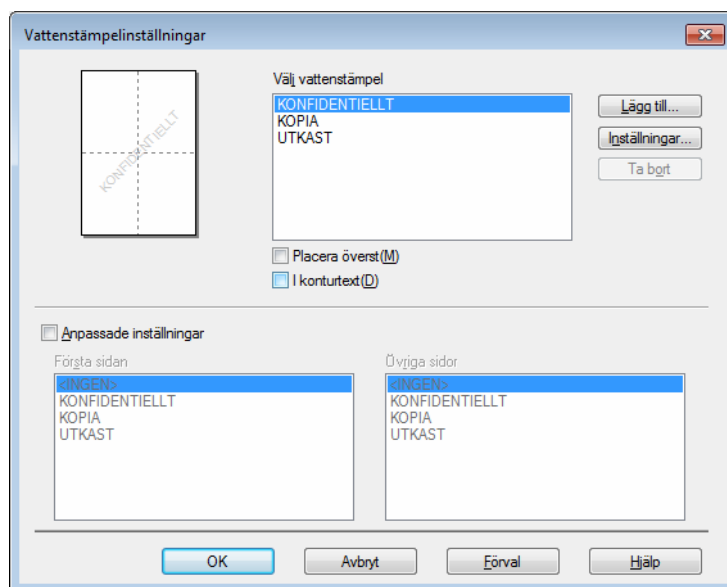 Vattenstämpelinställningar
Välj vattenstämpel
KONFIDENTIELLT
KOPIA
UTKAST
Lägg till...
Inställningar...
Ta bort
KONFIDENTIELLT
Placera överst(M)
I konturtext(D)
Anpassade inställningar
Första sidan
<INGEN>
KONFIDENTIELLT
KOPIA
UTKAST
Övriga sidor
<INGEN>
KONFIDENTIELLT
KOPIA
UTKAST
OK
Avbryt
Förval
Hjälp